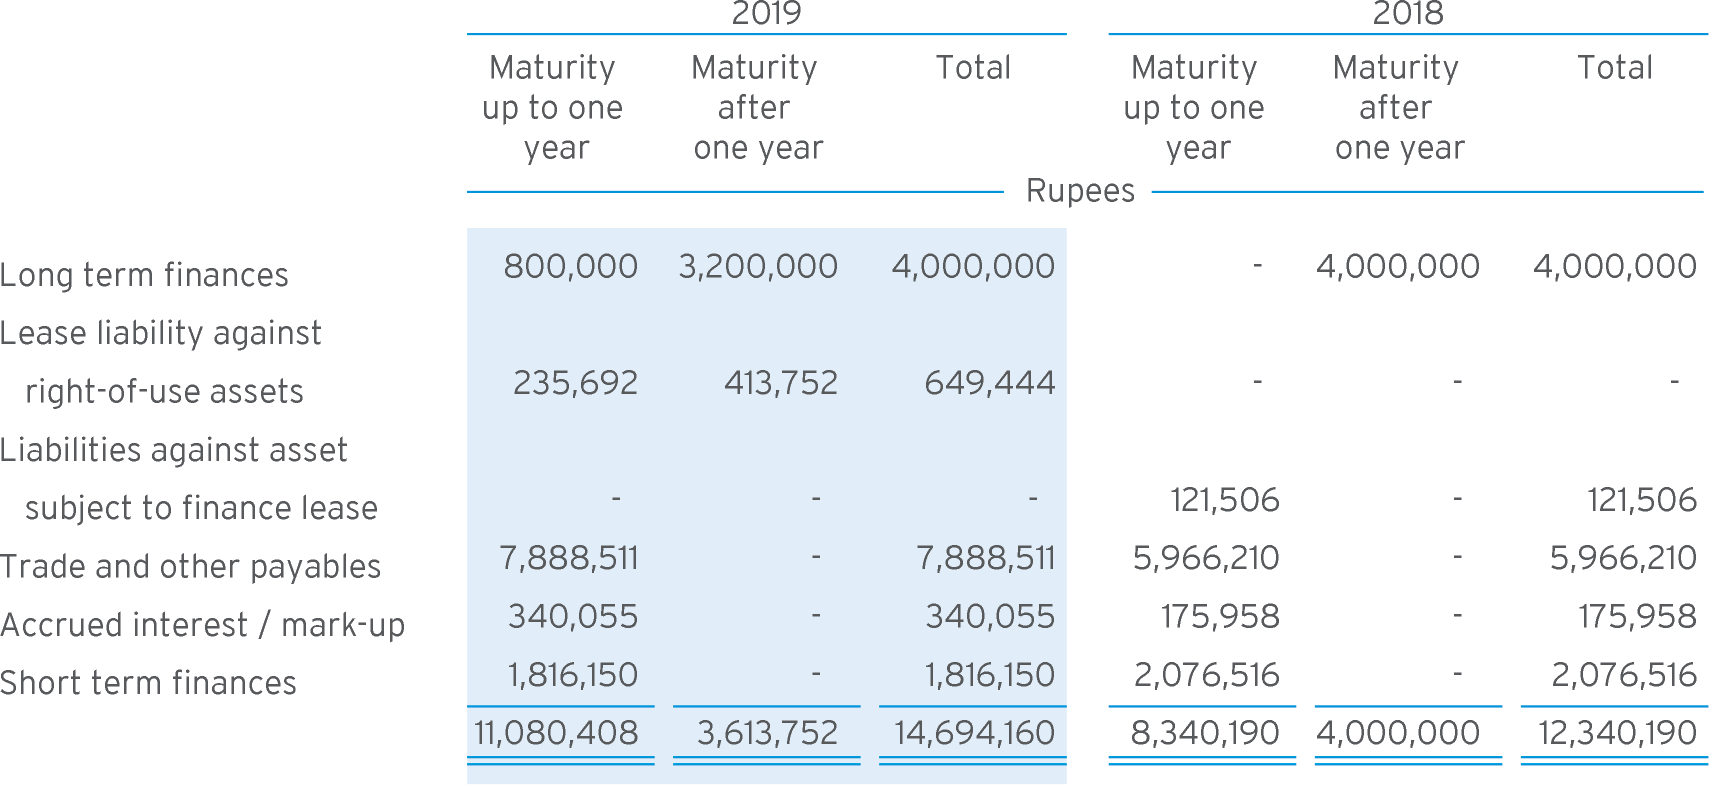 2019 2018
Maturity Maturity Total Maturity Maturity Total
up to one after up to one after
year one year year one year
Rupees
Long term finances 800,000 3,200,000 4,000,000 - 4,000,000 4,000,000
Lease liability against
right-of-use assets 235,692 413,752 649,444 - - -
Liabilities against asset
subject to finance lease - - - 121,506 - 121,506
Trade and other payables 7,888,511 - 7,888,511 5,966,210 - 5,966,210
Accrued interest / mark-up 340,055 - 340,055 175,958 - 175,958
Short term finances 1,816,150 - 1,816,150 2,076,516 - 2,076,516
11,080,408 3,613,752 14,694,160 8,340,190 4,000,000 12,340,190